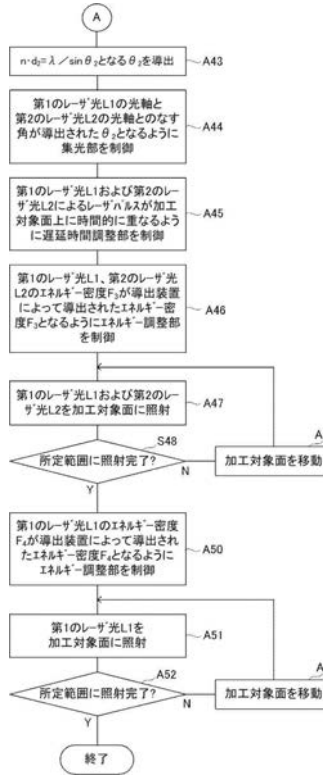 A
n·d₂=λ/sinθ₂となるθ₂を導出
A43
第1のレーザ光L1の光軸と
第2のレーザ光L2の光軸とのなす
角が導出されたθ₂となるように
集光部を制御
A44
第1のレーザ光L1および第2のレー
ザ光L2によるレーザパルスが加工
対象面上に時間的に重なるよう
に遅延時間調整部を制御
A45
第1のレーザ光L1、第2のレーザ光
L2のエネルギー密度F₃が導出装置
によって導出されたエネルギー密
度F₃となるようにエネルギー調整部
を制御
A46
第1のレーザ光L1および第2のレ
ーザ光L2を加工対象面に照射
A47
S48
所定範囲に照射完了?
N
Y
加工対象面を移動
第1のレーザ光L1のエネルギー密度
F₄が導出装置によって導出され
たエネルギー密度F₄となるように
エネルギー調整部を制御
A50
第1のレーザ光L1を
加工対象面に照射
A51
A52
所定範囲に照射完了?
N
Y
加工対象面を移動
終了